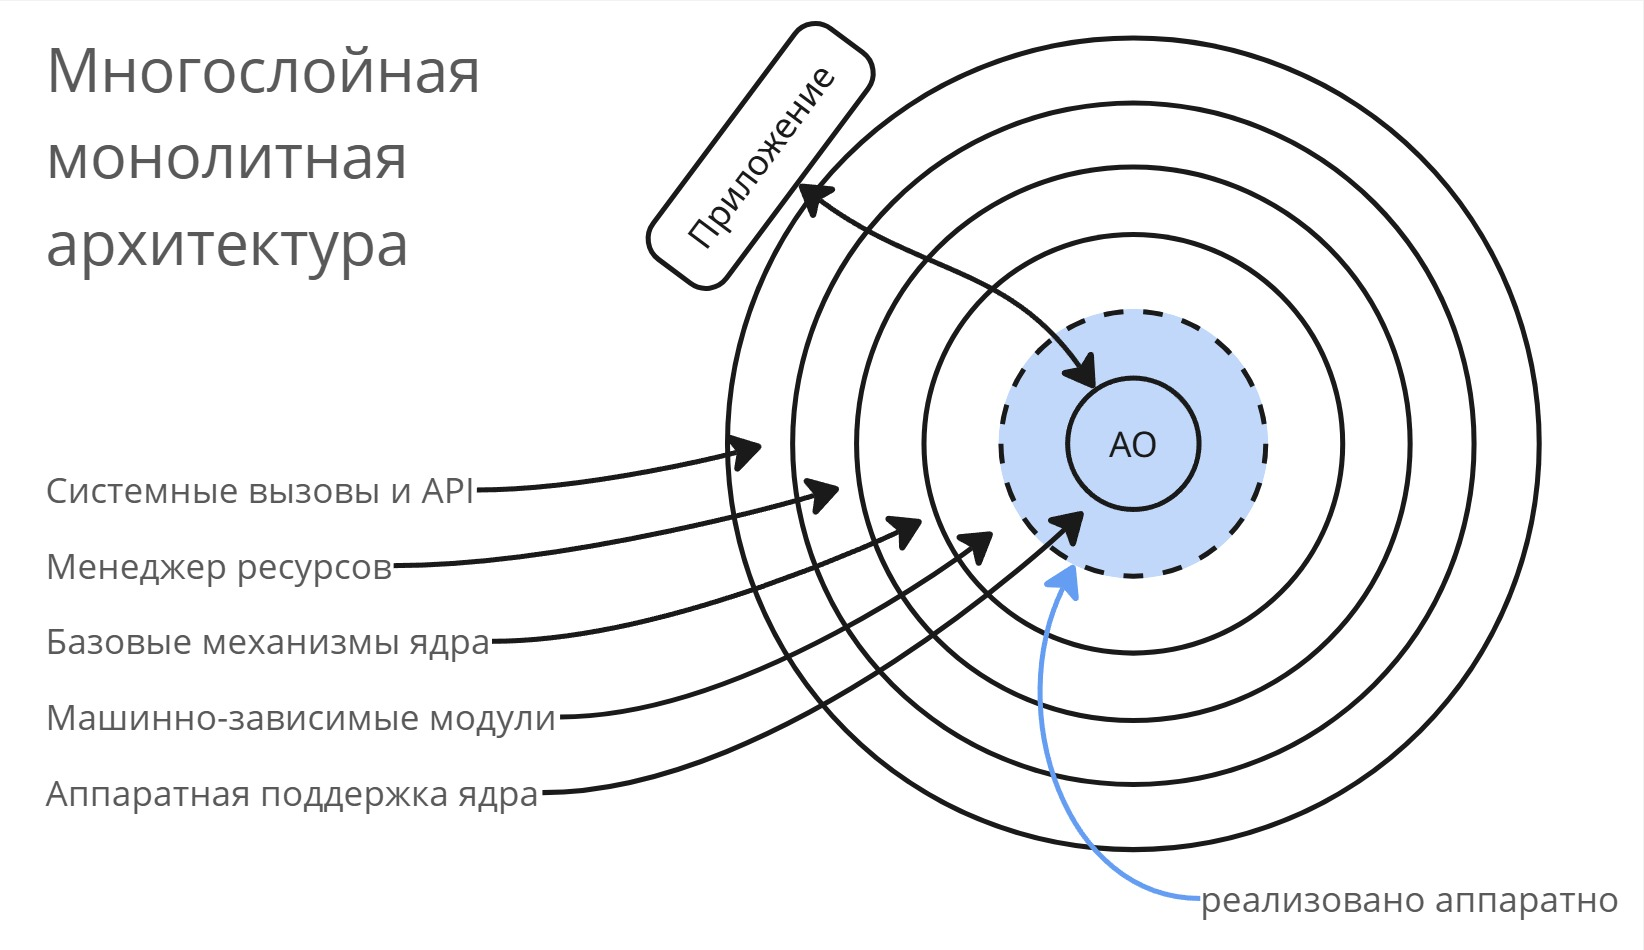 Многослойная
монолитная
архитектура
Приложение
АО
Системные вызовы и API
Менеджер ресурсов
Базовые механизмы ядра
Машинно-зависимые модули
Аппаратная поддержка ядра
реализовано аппаратно